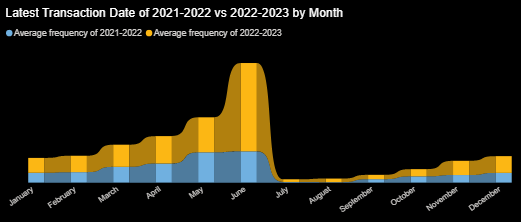 Latest Transaction Date of 2021-2022 vs 2022-2023 by Month
Average frequency of 2021-2022 Average frequency of 2022-2023
January
February
March
April
May
June
July
August
September
October
November
December